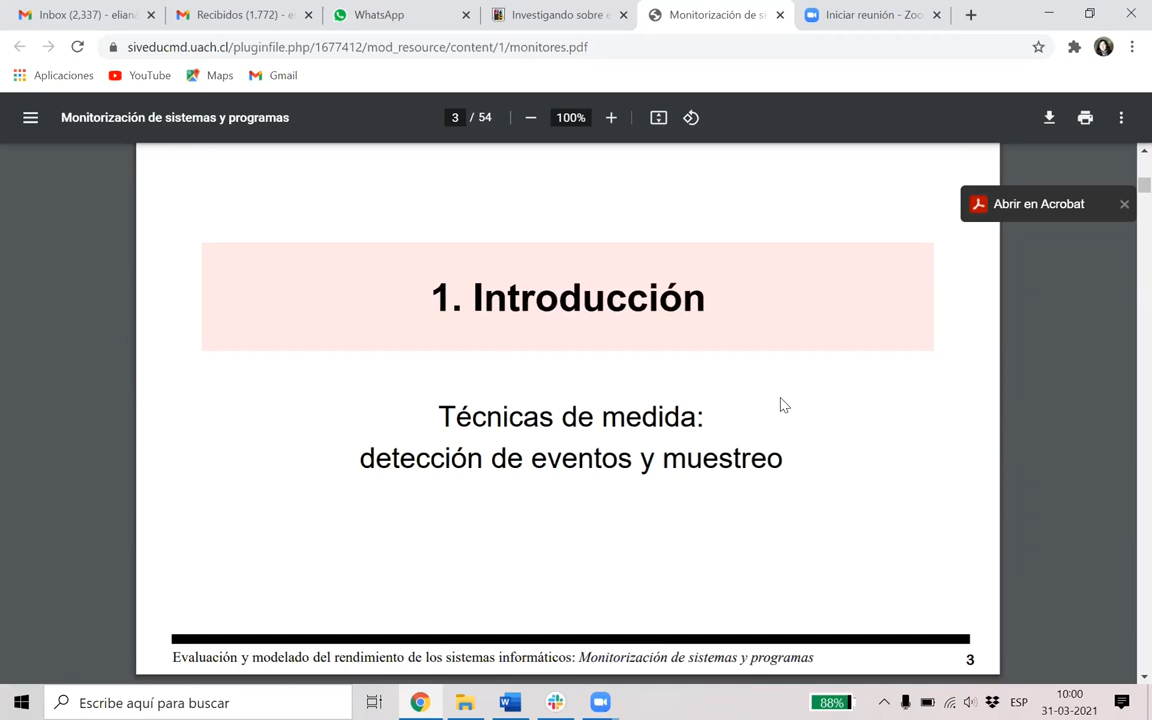 Inbox (2,337) - elian
Recibidos (1.772) - e
WhatsApp
Investigando sobre e
Monitorización de si
Iniciar reunión - Zoo
siveducmd.uach.cl/pluginfile.php/1677412/mod_resource/content/1/monitores.pdf
Aplicaciones
YouTube
Maps
Gmail
Monitorización de sistemas y programas
3 / 54
100%
Abrir en Acrobat
1. Introducción
Técnicas de medida:
detección de eventos y muestreo
Evaluación y modelado del rendimiento de los sistemas informáticos: Monitorización de sistemas y programas
3
Escribe aquí para buscar
88%
ESP
10:00
31-03-2021